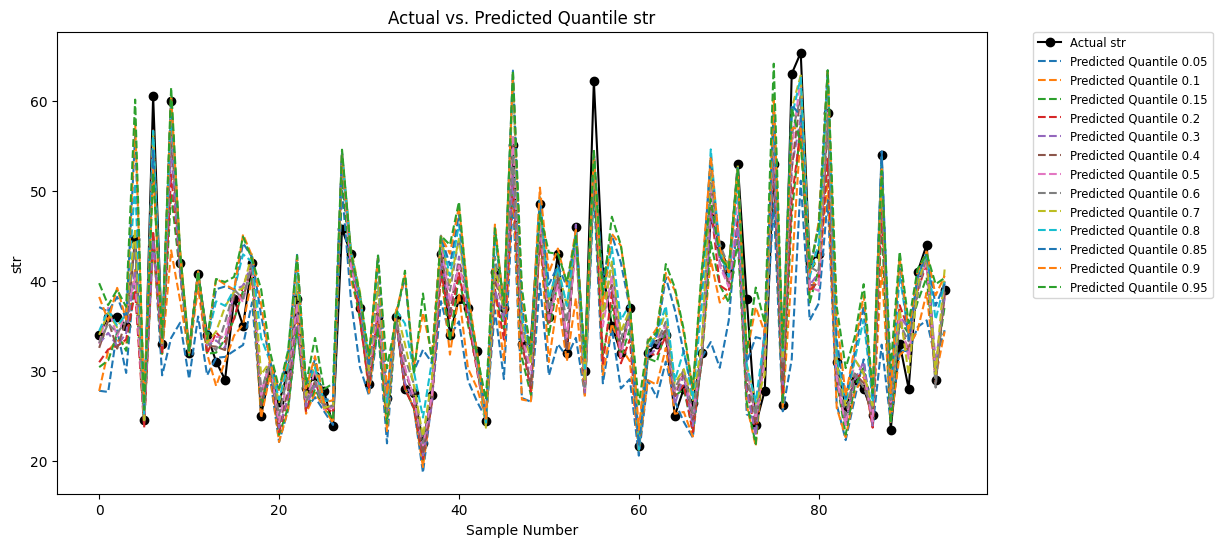 Actual vs. Predicted Quantile str
60
50
40
30
20
str
0
20
40
60
80
Sample Number
Actual str
Predicted Quantile 0.05
Predicted Quantile 0.1
Predicted Quantile 0.15
Predicted Quantile 0.2
Predicted Quantile 0.3
Predicted Quantile 0.4
Predicted Quantile 0.5
Predicted Quantile 0.6
Predicted Quantile 0.7
Predicted Quantile 0.8
Predicted Quantile 0.85
Predicted Quantile 0.9
Predicted Quantile 0.95